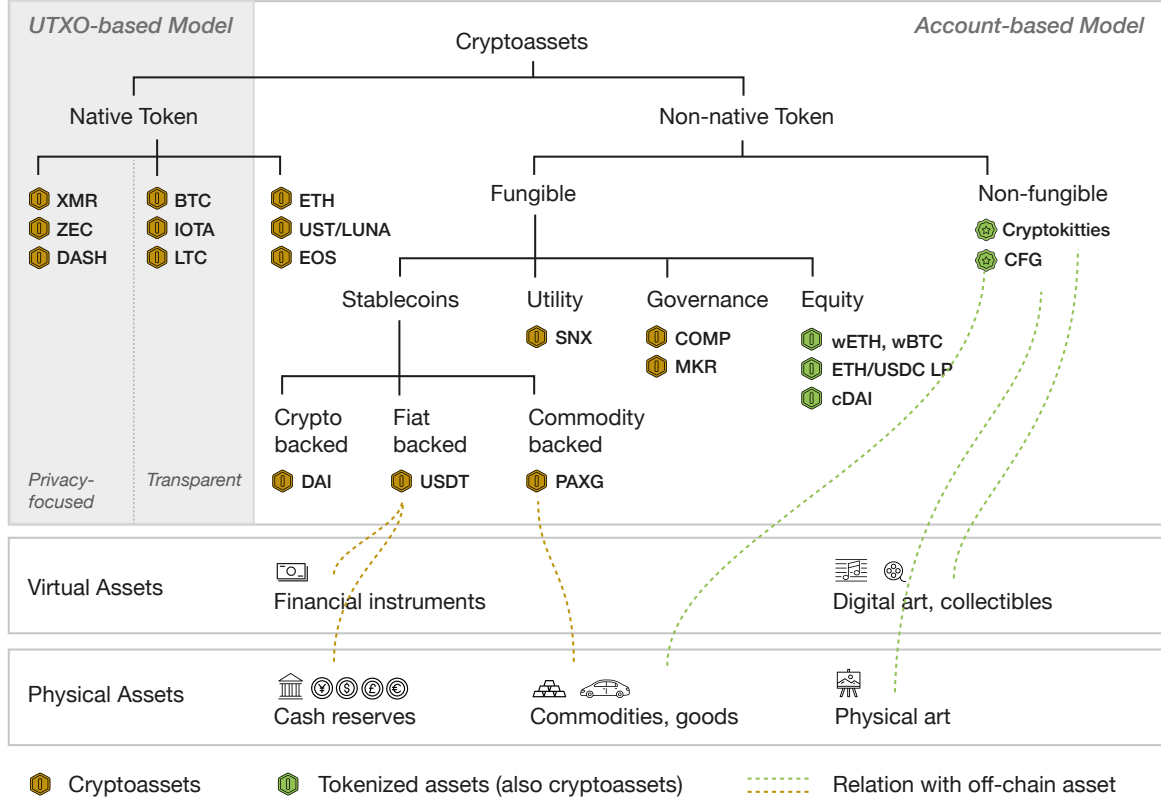 UTXO-based Model
Account-based Model
Cryptoassets
Native Token
Non-native Token
XMR
ZEC
DASH
BTC
IOTA
LTC
ETH
UST/LUNA
EOS
Fungible
Non-fungible
Cryptokitties
CFG
Stablecoins
Utility
Governance
Equity
SNX
COMP
MKR
wETH, wBTC
ETH/USDC LP
cDAI
Crypto
backed
Fiat
backed
Commodity
backed
DAI
USDT
PAXG
Privacy-
focused
Transparent
Virtual Assets
Financial instruments
Digital art, collectibles
Physical Assets
Cash reserves
Commodities, goods
Physical art
Cryptoassets
Tokenized assets (also cryptoassets)
Relation with off-chain asset